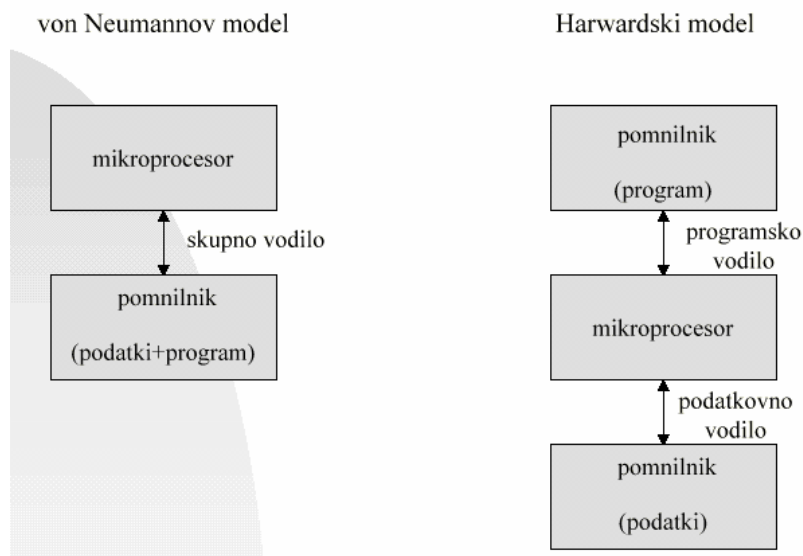 von Neumannov model
mikroprocesor
skupno vodilo
pomnilnik
(podatki+program)
Harwardski model
pomnilnik
(program)
programsko
vodilo
mikroprocesor
podatkovno
vodilo
pomnilnik
(podatki)